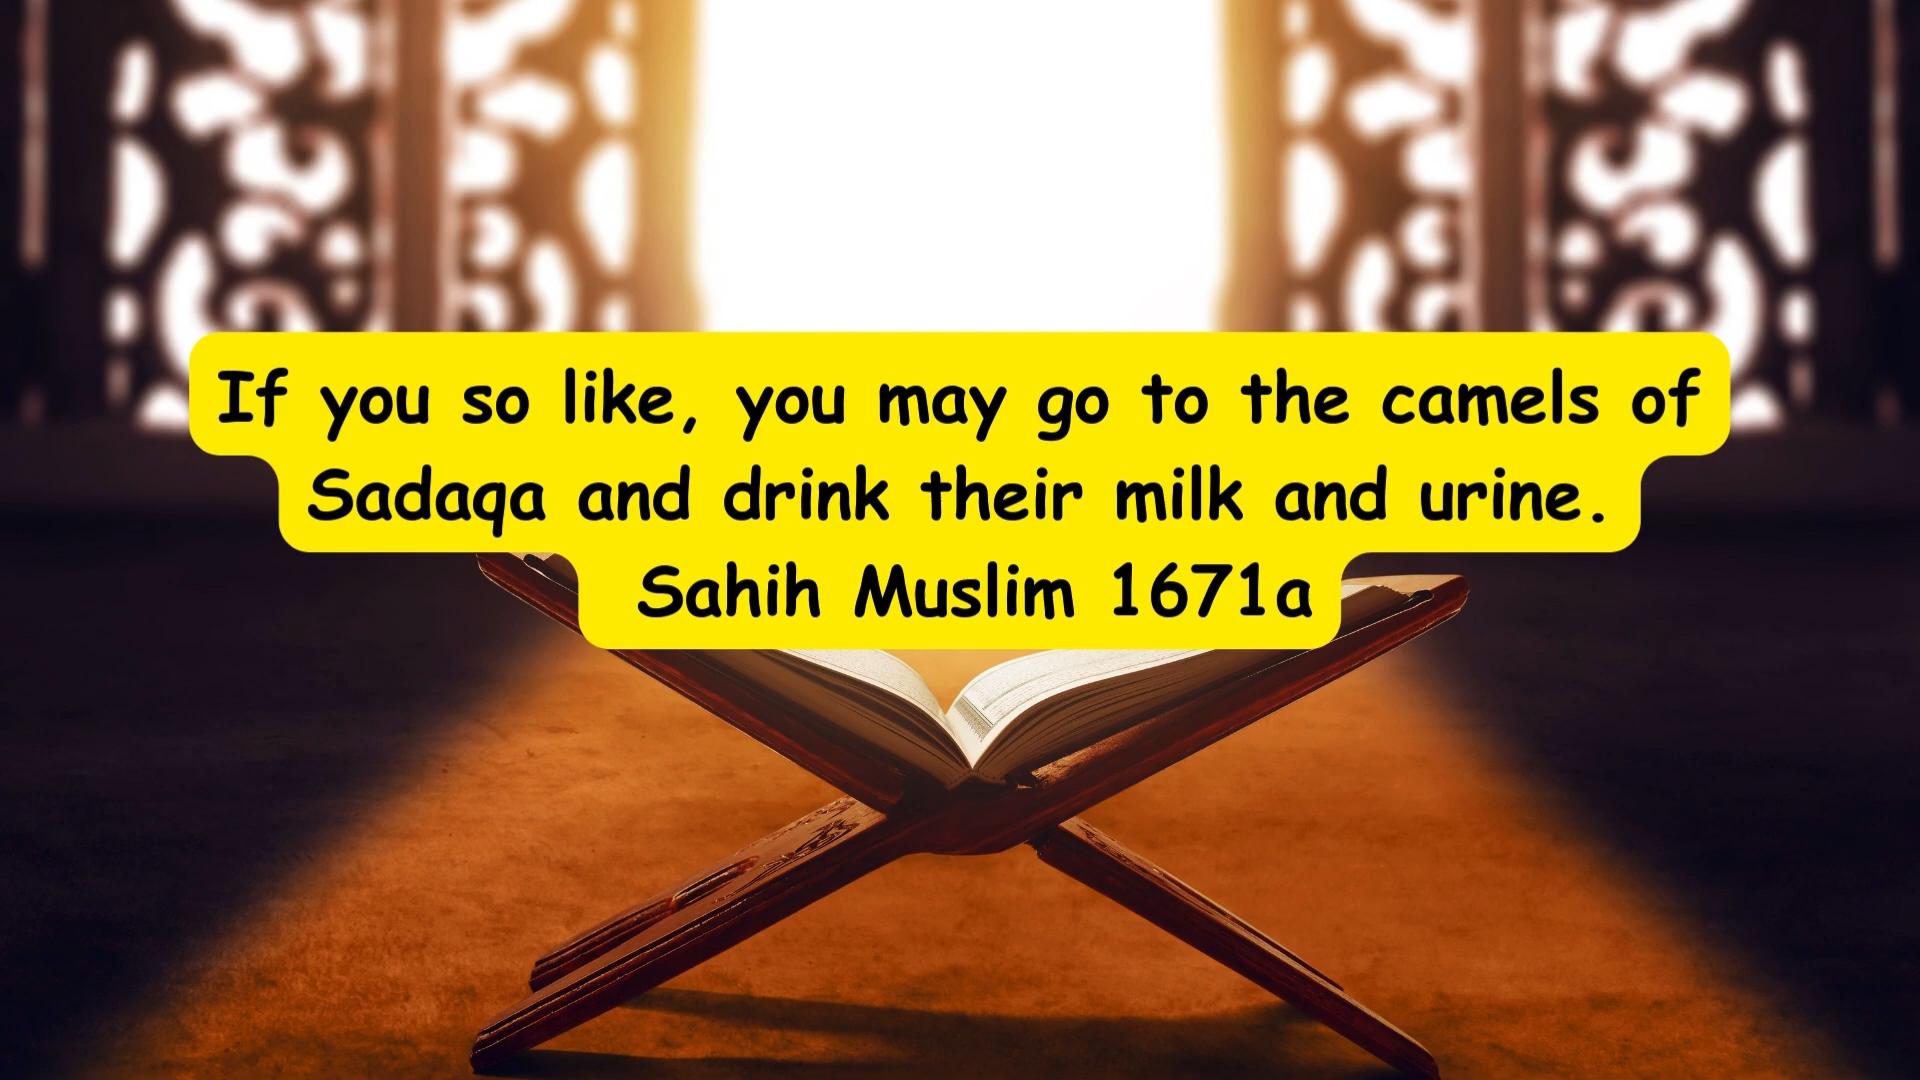 If you so like, you may go to the camels of
Sadaqa and drink their milk and urine.
Sahih Muslim 1671a